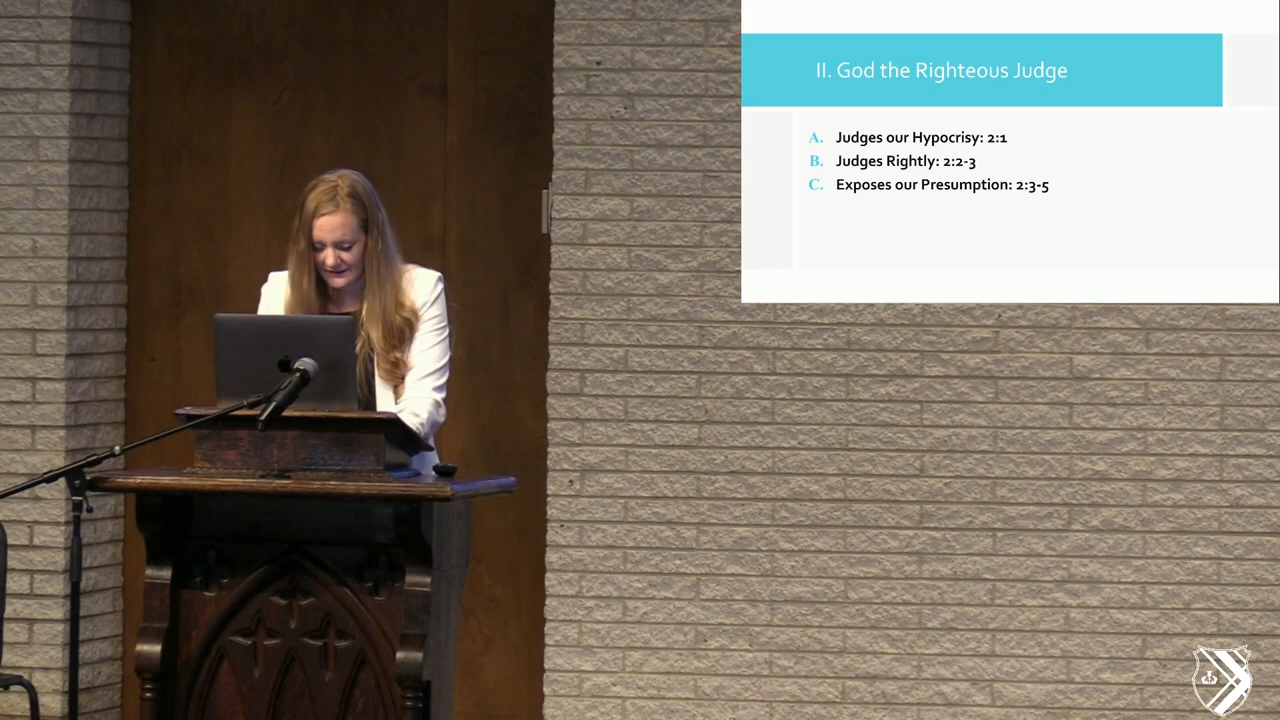 II. God the Righteous Judge
A. Judges our Hypocrisy: 2:1
B. Judges Rightly: 2:2-3
C. Exposes our Presumption: 2:3-5